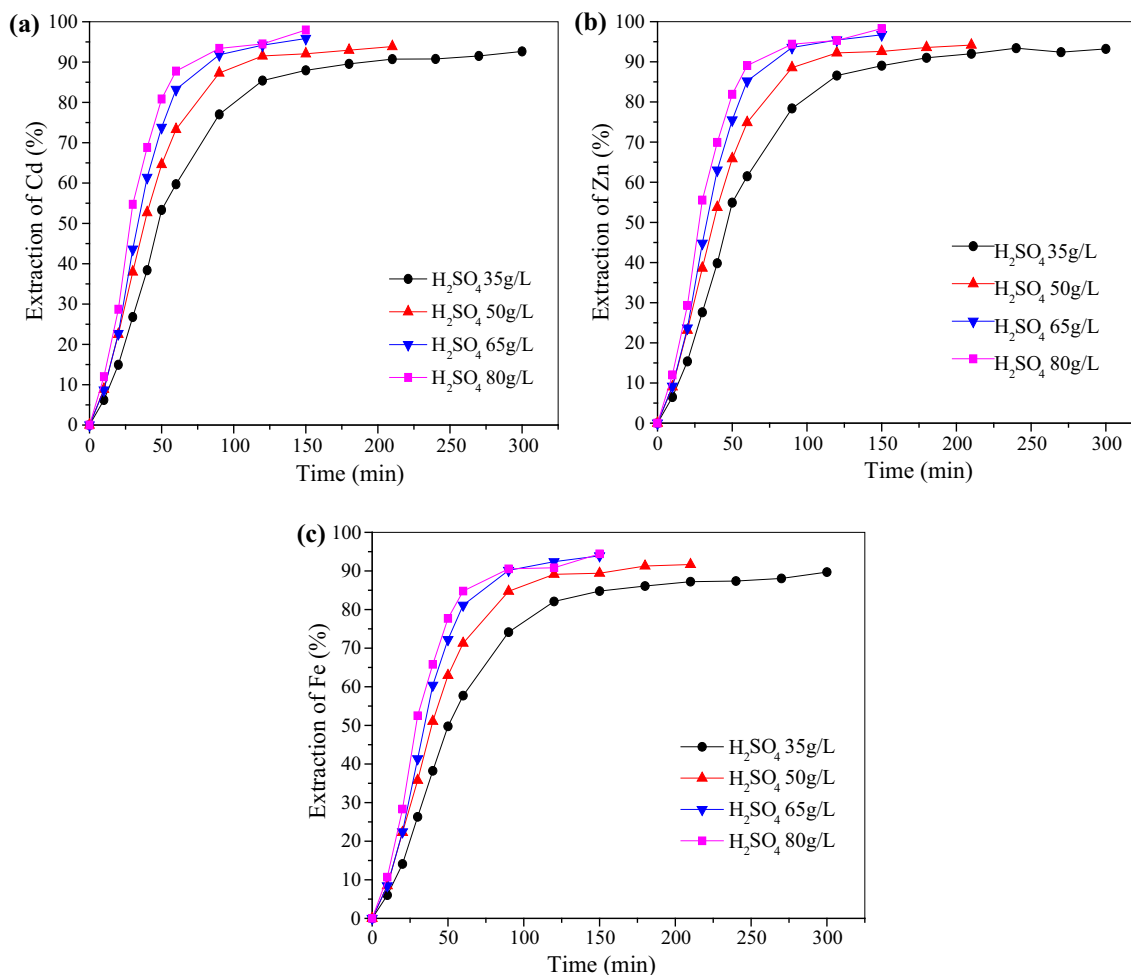 (a)
100
90
80
70
60
50
40
30
20
10
0
Extraction of Cd (%)
H₂SO₄ 35g/L
H₂SO₄ 50g/L
H₂SO₄ 65g/L
H₂SO₄ 80g/L
0 50 100 150 200 250 300
Time (min)
(b)
100
90
80
70
60
50
40
30
20
10
0
Extraction of Zn (%)
H₂SO₄ 35g/L
H₂SO₄ 50g/L
H₂SO₄ 65g/L
H₂SO₄ 80g/L
0 50 100 150 200 250 300
Time (min)
(c)
100
90
80
70
60
50
40
30
20
10
0
Extraction of Fe (%)
H₂SO₄ 35g/L
H₂SO₄ 50g/L
H₂SO₄ 65g/L
H₂SO₄ 80g/L
0 50 100 150 200 250 300
Time (min)